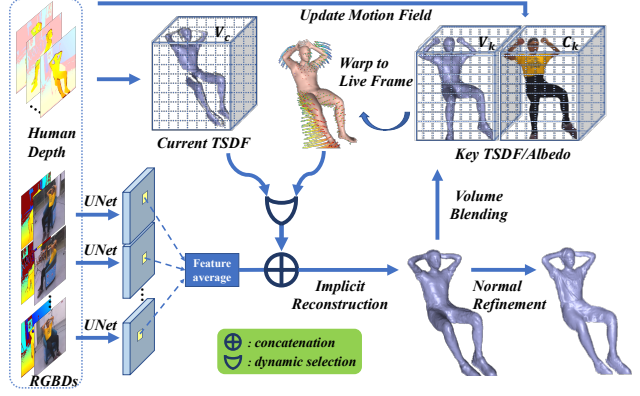 Update Motion Field
V_c
V_k
C_k
Warp to
Live Frame
Human
Depth
Current TSDF
Key TSDF/Albedo
UNet
Volume
Blending
UNet
Feature
average
Implicit
Reconstruction
Normal
Refinement
UNet
: concatenation
: dynamic selection
RGBDs